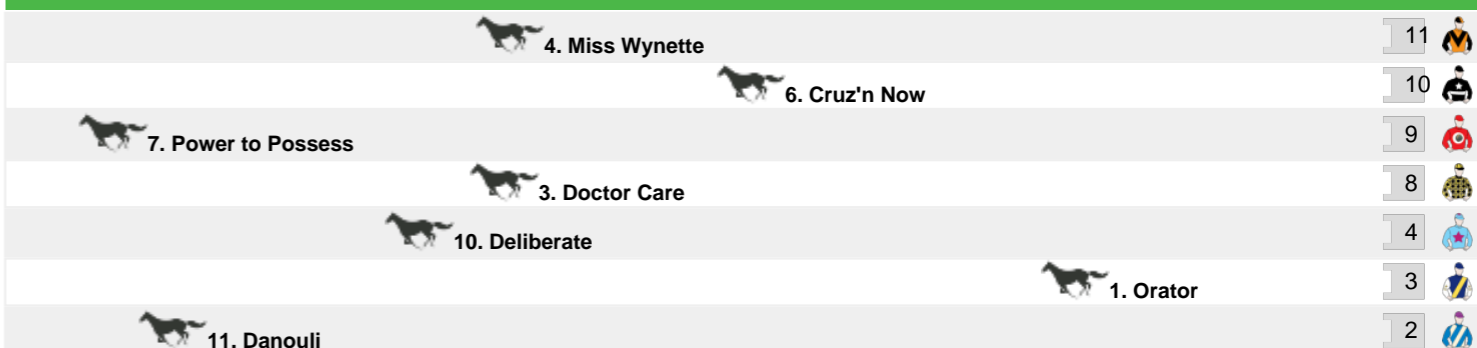 4. Miss Wynette 11
6. Cruz'n Now 10
7. Power to Possess 9
3. Doctor Care 8
10. Deliberate 4
1. Orator 3
11. Danouli 2